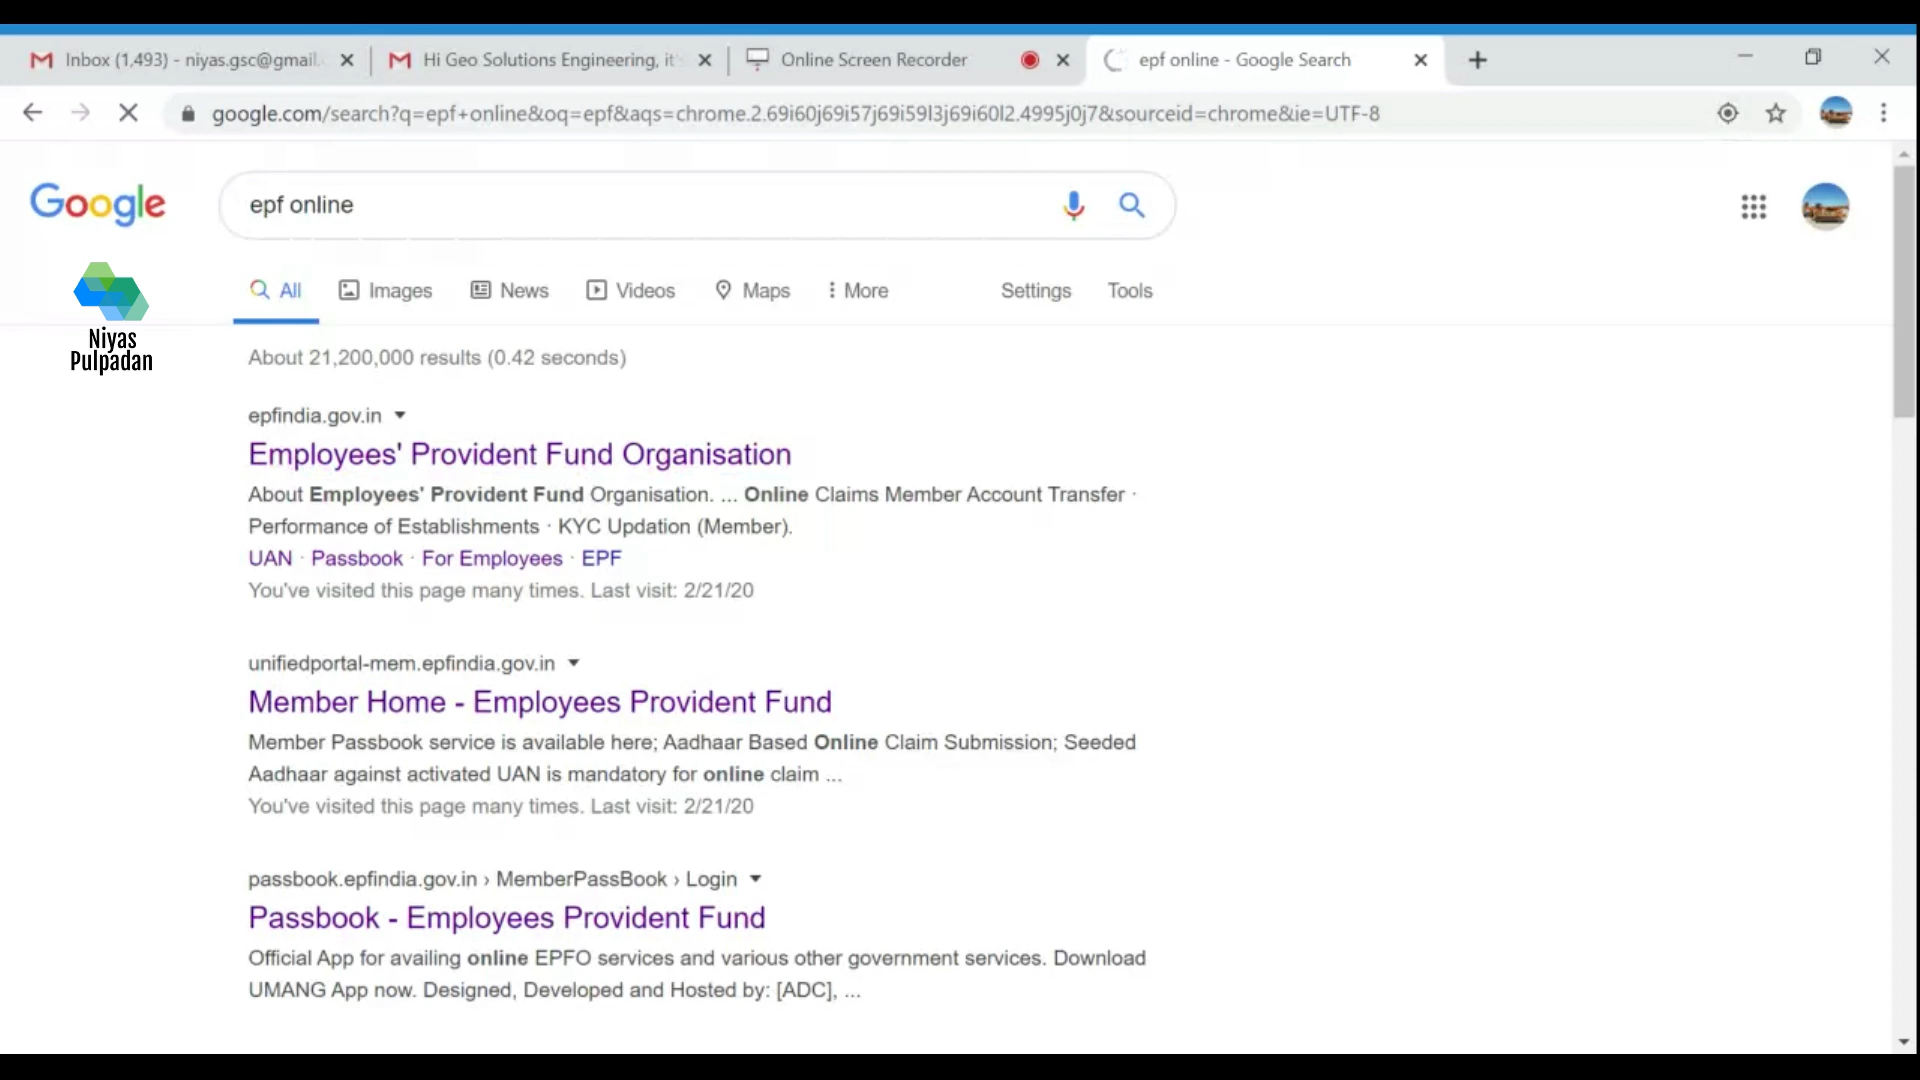 Inbox (1,493) - niyas.gsc@gmail.
Hi Geo Solutions Engineering, it'
Online Screen Recorder
epf online - Google Search
google.com/search?q=epf+online&oq=epf&aqs=chrome.2.69i60j69i57j69i59l3j69i60l2.4995j0j7&sourceid=chrome&ie=UTF-8
Google
epf online
All Images News Videos Maps More Settings Tools
Niyas
Pulpadan
About 21,200,000 results (0.42 seconds)
epfindia.gov.in
Employees' Provident Fund Organisation
About Employees' Provident Fund Organisation. ... Online Claims Member Account Transfer ·
Performance of Establishments · KYC Updation (Member).
UAN · Passbook · For Employees · EPF
You've visited this page many times. Last visit: 2/21/20
unifiedportal-mem.epfindia.gov.in
Member Home - Employees Provident Fund
Member Passbook service is available here; Aadhaar Based Online Claim Submission; Seeded
Aadhaar against activated UAN is mandatory for online claim ...
You've visited this page many times. Last visit: 2/21/20
passbook.epfindia.gov.in › MemberPassBook › Login
Passbook - Employees Provident Fund
Official App for availing online EPFO services and various other government services. Download
UMANG App now. Designed, Developed and Hosted by: [ADC], ...